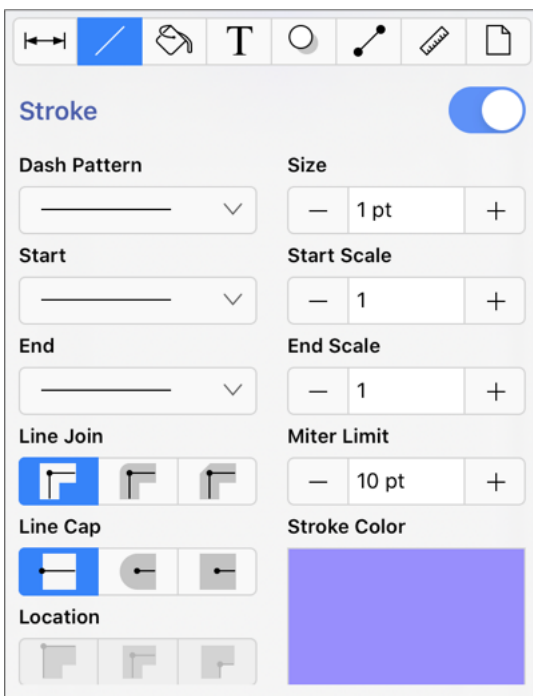 T
Stroke
Dash Pattern
Size
1 pt
Start
Start Scale
1
End
End Scale
1
Line Join
Miter Limit
10 pt
Line Cap
Stroke Color
Location